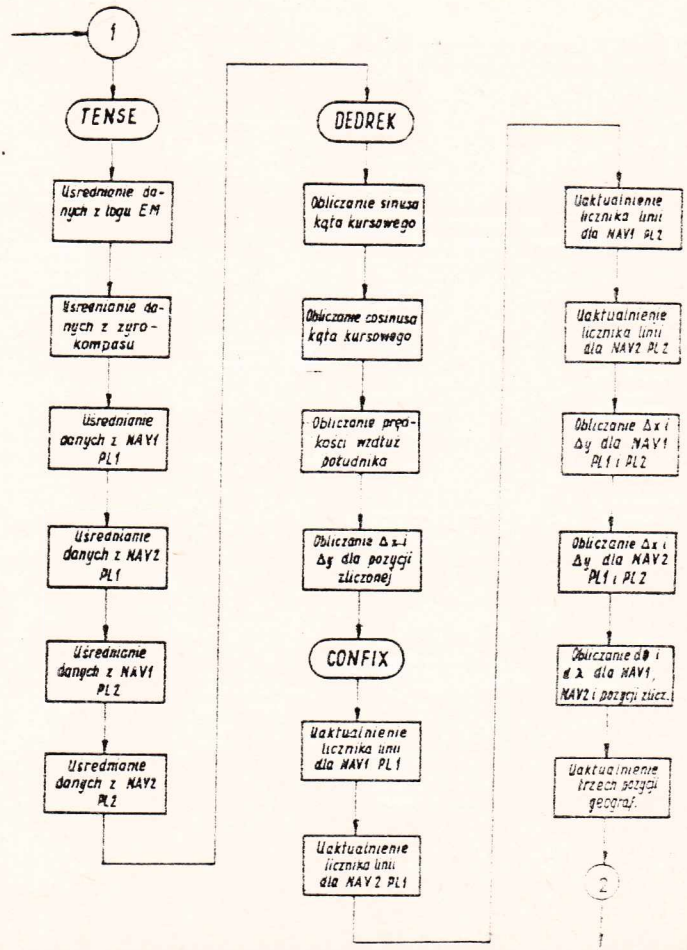 1
TENSE
Uśrednianie da-
nych z logu EM
Uśrednianie da-
nych z żyro-
kompasu
Uśrednianie
danych z NAV1
PL1
Uśrednianie
danych z NAV2
PL1
Uśrednianie
danych z NAV1
PL2
Uśrednianie
danych z NAV2
PL2
DEDREK
Obliczanie sinusa
kąta kursowego
Obliczanie cosinusa
kąta kursowego
Obliczanie pręd-
kości wzdłuż
południka
Obliczanie Δx i
Δy dla pozycji
zliczonej
CONFIX
Uaktualnienie
licznika linii
dla NAV1 PL1
Uaktualnienie
licznika linii
dla NAV2 PL1
Uaktualnienie
licznika linii
dla NAV1 PL2
Uaktualnienie
licznika linii
dla NAV2 PL2
Obliczanie Δx i
Δy dla NAV1
PL1 i PL2
Obliczanie Δx i
Δy dla NAV2
PL1 i PL2
Obliczanie dΦ i
dλ dla NAV1,
NAV2 i pozycji zlicz.
Uaktualnienie
trzech pozycji
geograf.
2